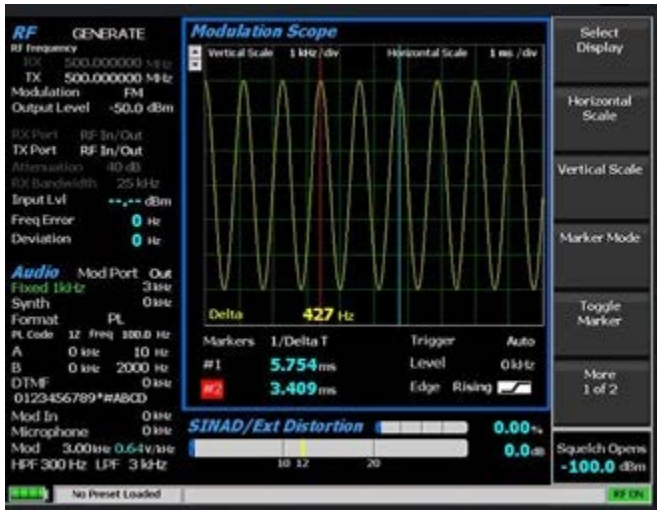 RF GENERATE
RF Frequency
RX 500.000000 MHz
TX 500.000000 MHz
Modulation FM
Output Level -50.0 dBm
RX Port RF In/Out
TX Port RF In/Out
Attenuation 40 dB
RX Bandwidth 25 kHz
Input Lvl --.-- dBm
Freq Error 0 Hz
Deviation 0 Hz
Audio Mod Port Out
Fixed 1kHz 3 kHz
Synth 0 kHz
Format PL
PL Code 1Z Freq 100.0 Hz
A 0 kHz 10 Hz
B 0 kHz 2000 Hz
DTMF 0 kHz
0123456789*#ABCD
Mod In 0 kHz
Microphone 0 kHz
Mod 3.00kHz 0.64V/kHz
HPF 300 Hz LPF 3 kHz
Modulation Scope
Vertical Scale 1 kHz /div Horizontal Scale 1 ms /div
Delta 427 Hz
Markers 1/Delta T Trigger Auto
#1 5.754 ms Level 0 kHz
#2 3.409 ms Edge Rising
SINAD/Ext Distortion 0.00 %
0.0 dB
10 12 20
Select
Display
Horizontal
Scale
Vertical Scale
Marker Mode
Toggle
Marker
More
1 of 2
Squelch Opens
-100.0 dBm
No Preset Loaded
RF ON